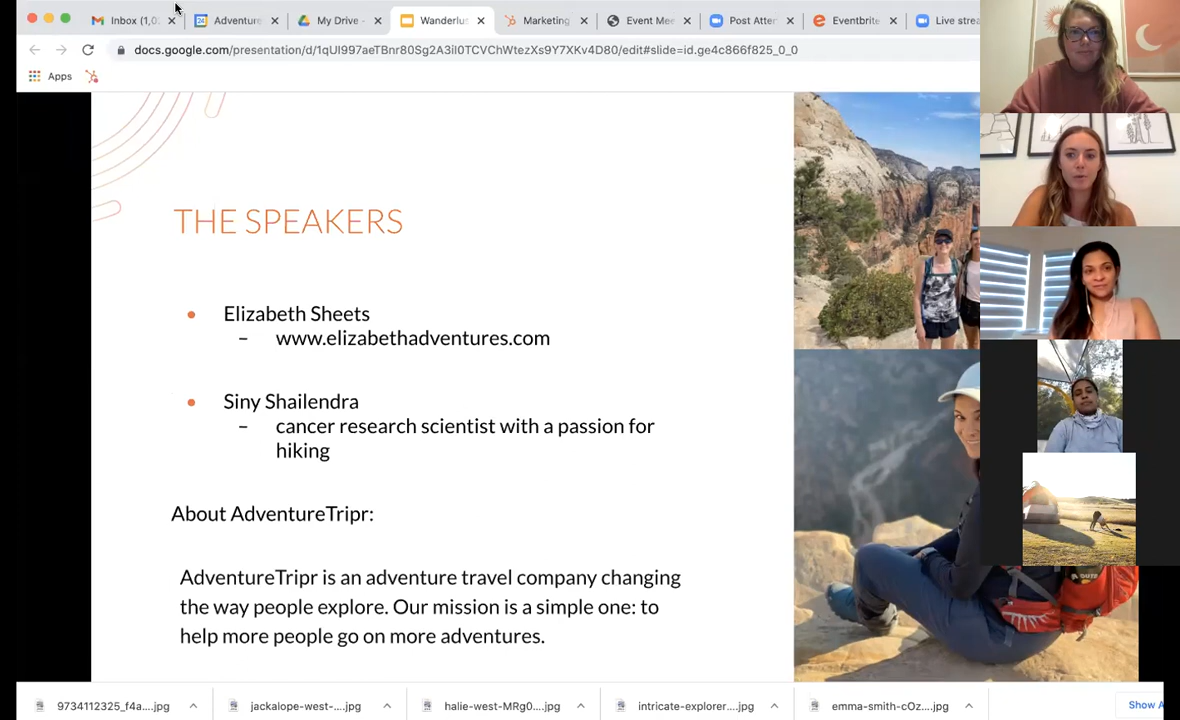 Inbox (1,0
Adventure
My Drive -
Wanderlus
Marketing
Event Mee
Post Atter
Eventbrite
Live strea
docs.google.com/presentation/d/1qUI997aeTBnr80Sg2A3iI0TCVChWtezXs9Y7XKv4D80/edit#slide=id.ge4c866f825_0_0
Apps
THE SPEAKERS
• Elizabeth Sheets
– www.elizabethadventures.com
• Siny Shailendra
– cancer research scientist with a passion for
hiking
About AdventureTripr:
AdventureTripr is an adventure travel company changing
the way people explore. Our mission is a simple one: to
help more people go on more adventures.
9734112325_f4a....jpg
jackalope-west-....jpg
halie-west-MRg0....jpg
intricate-explorer....jpg
emma-smith-cOz....jpg
Show A